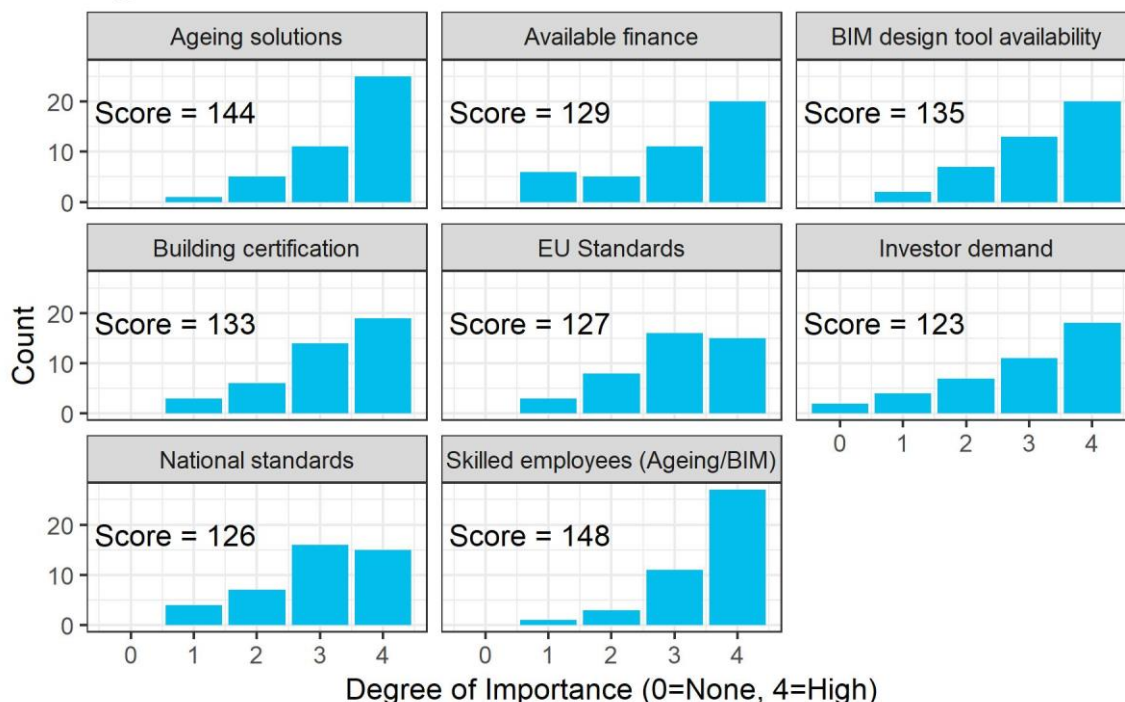 Ageing solutions
Available finance
BIM design tool availability
20
10
0
Score = 144
Score = 129
Score = 135
Building certification
EU Standards
Investor demand
Count
20
10
0
Score = 133
Score = 127
Score = 123
0 1 2 3 4
National standards
Skilled employees (Ageing/BIM)
20
10
0
Score = 126
Score = 148
0 1 2 3 4
0 1 2 3 4
Degree of Importance (0=None, 4=High)